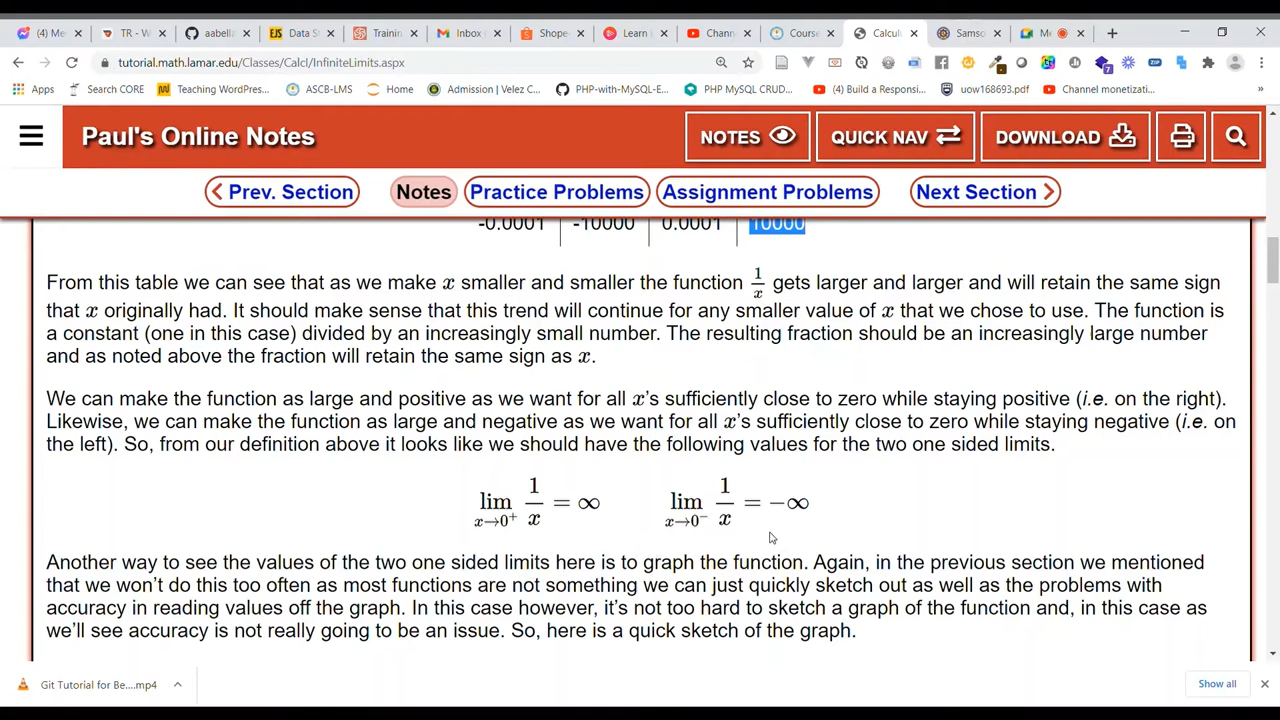 (4) Me
TR - W
aabella
Data S
Trainin
Inbox (
Shope
Learn l
Chann
Course
Calcul
Samso
Me
tutorial.math.lamar.edu/Classes/CalcI/InfiniteLimits.aspx
7
ZIP
Apps
Search CORE
Teaching WordPress...
ASCB-LMS
Home
Admission | Velez C...
PHP-with-MySQL-E...
PHP MySQL CRUD...
(4) Build a Responsi...
uow168693.pdf
Channel monetizati...
»
Paul's Online Notes
NOTES
QUICK NAV
DOWNLOAD
Prev. Section
Notes
Practice Problems
Assignment Problems
Next Section
-0.0001 -10000 0.0001 10000
From this table we can see that as we make x smaller and smaller the function 1/x gets larger and larger and will retain the same sign
that x originally had. It should make sense that this trend will continue for any smaller value of x that we chose to use. The function is
a constant (one in this case) divided by an increasingly small number. The resulting fraction should be an increasingly large number
and as noted above the fraction will retain the same sign as x.
We can make the function as large and positive as we want for all x's sufficiently close to zero while staying positive (i.e. on the right).
Likewise, we can make the function as large and negative as we want for all x's sufficiently close to zero while staying negative (i.e. on
the left). So, from our definition above it looks like we should have the following values for the two one sided limits.
lim x→0⁺ 1/x = ∞ lim x→0⁻ 1/x = −∞
Another way to see the values of the two one sided limits here is to graph the function. Again, in the previous section we mentioned
that we won't do this too often as most functions are not something we can just quickly sketch out as well as the problems with
accuracy in reading values off the graph. In this case however, it's not too hard to sketch a graph of the function and, in this case as
we'll see accuracy is not really going to be an issue. So, here is a quick sketch of the graph.
Git Tutorial for Be....mp4
Show all